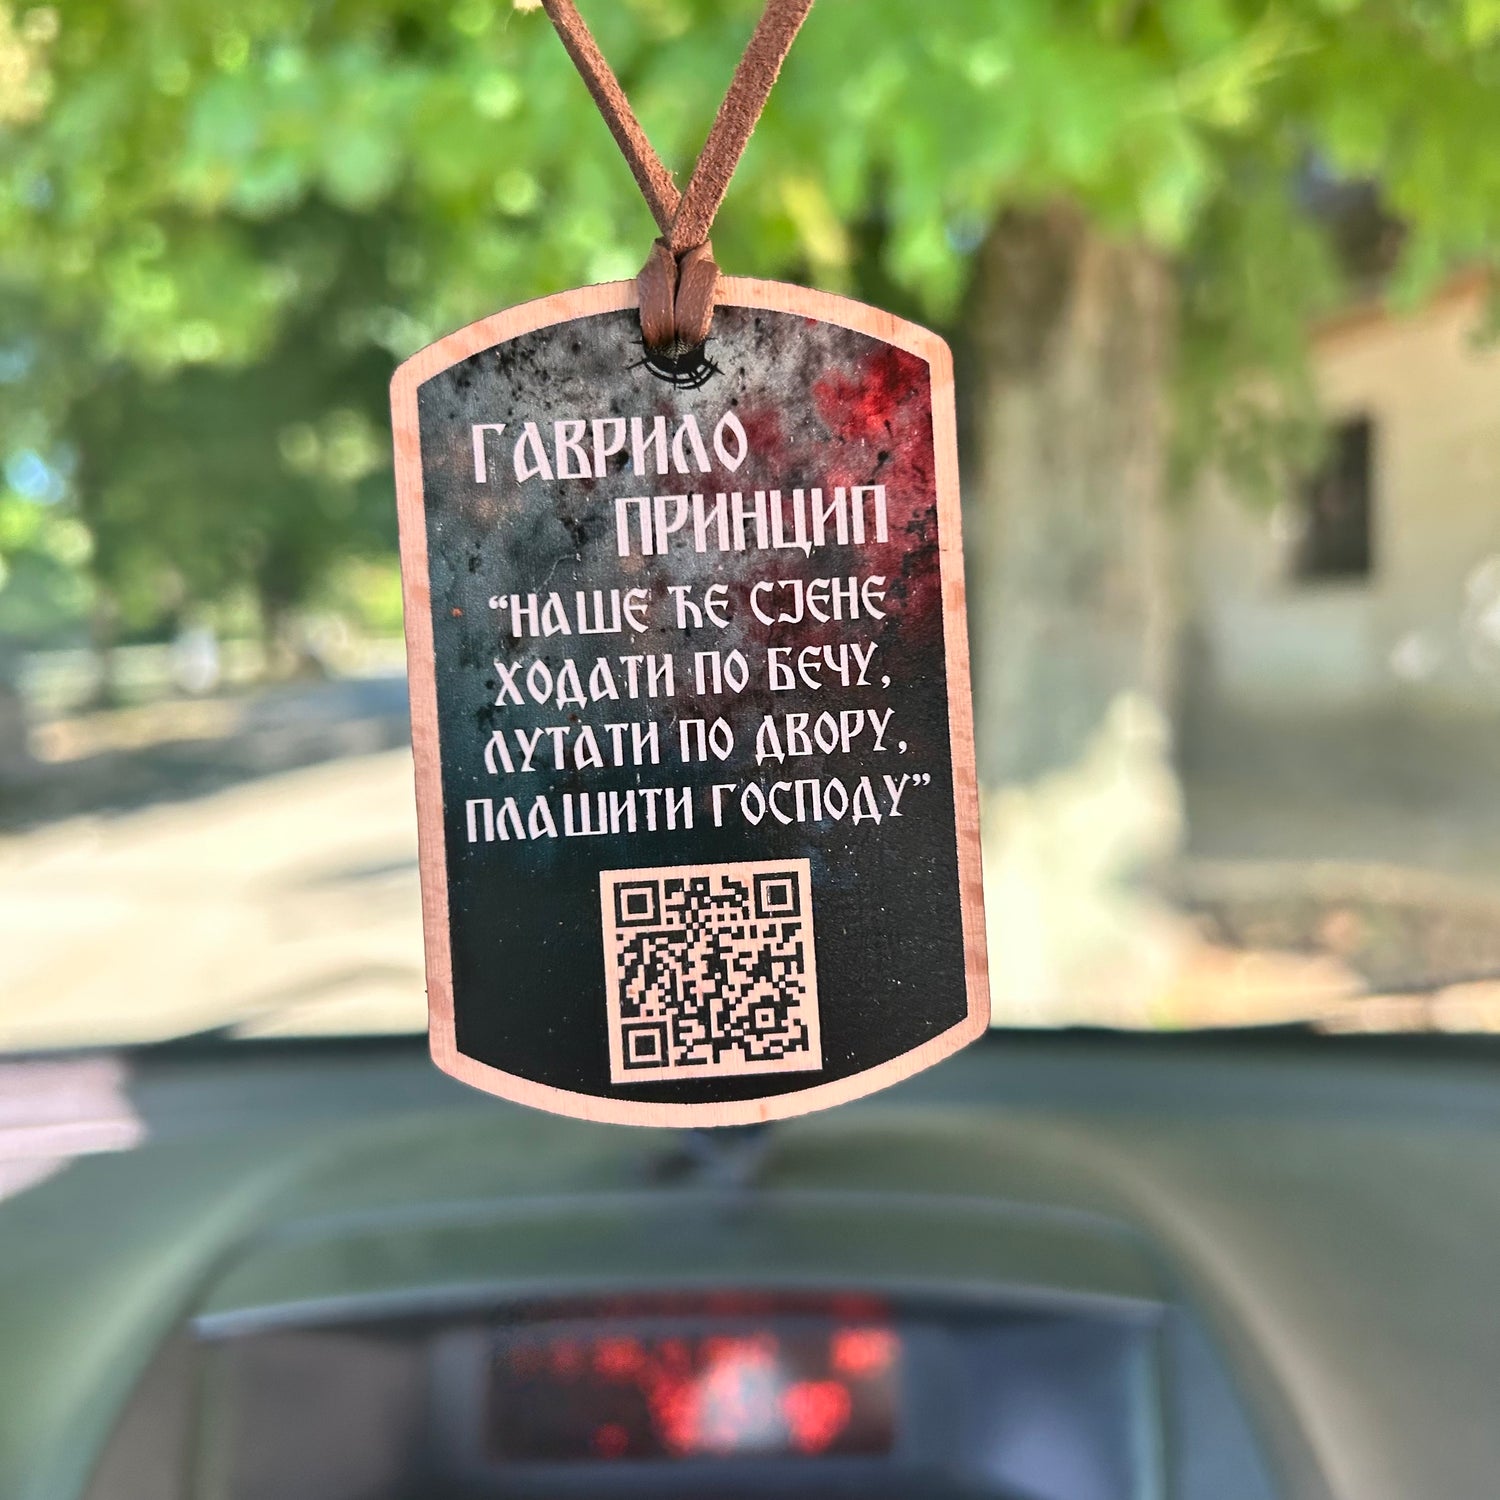 ГАВРИЛО
ПРИНЦИП
“НАШЕ ЋЕ СЈЕНЕ
ХОДАТИ ПО БЕЧУ,
ЛУТАТИ ПО ДВОРУ,
ПЛАШИТИ ГОСПОДУ”